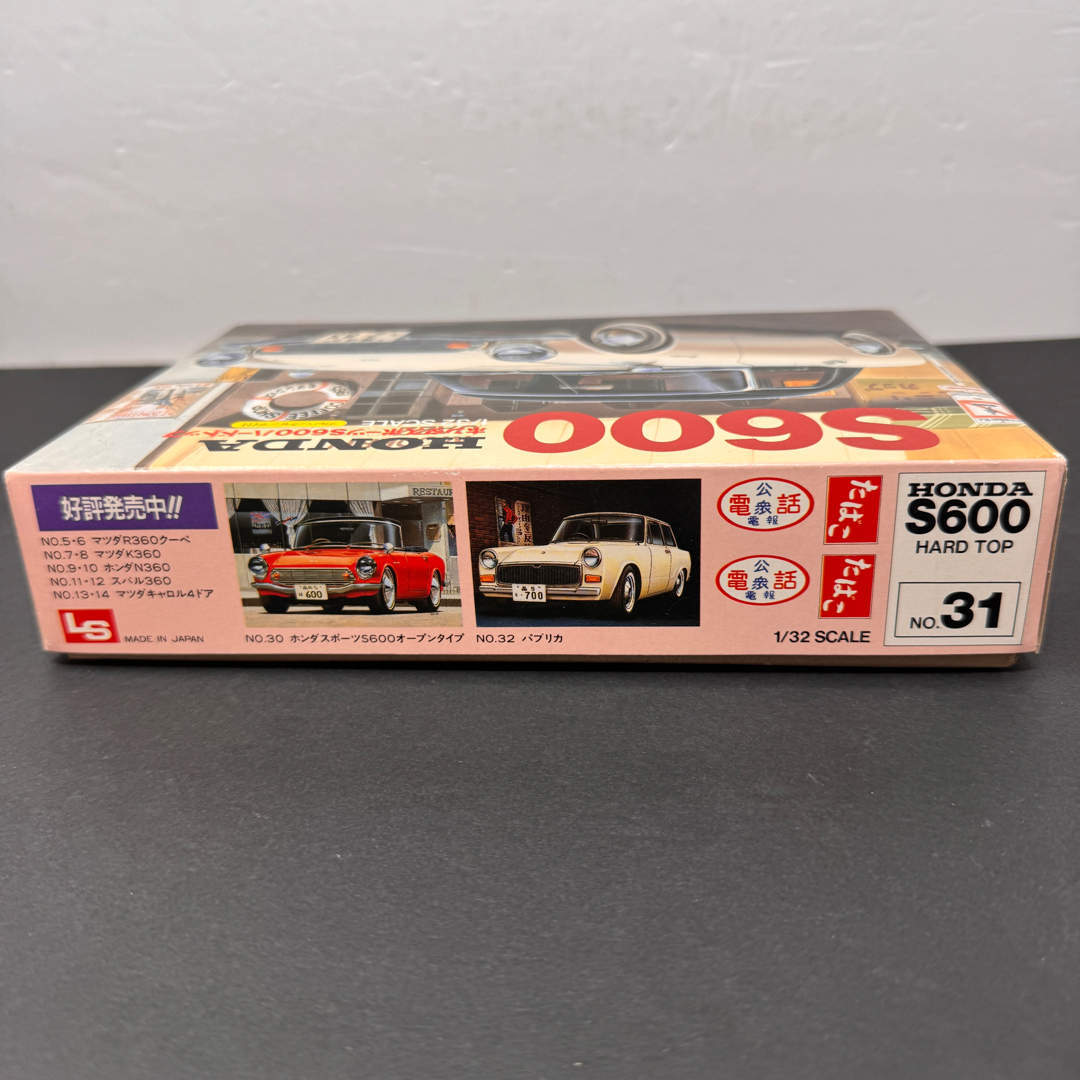 S600
HONDA
好評発売中!!
NO.5・6 マツダR360クーペ
NO.7・8 マツダK360
NO.9・10 ホンダN360
NO.11・12 スバル360
NO.13・14 マツダキャロル4ドア
LS
MADE IN JAPAN
RESTAUR
600
NO.30 ホンダスポーツS600オープンタイプ
700
NO.32 パブリカ
公衆
電話
電報
公衆
電話
電報
たばこ
たばこ
1/32 SCALE
HONDA
S600
HARD TOP
NO.31